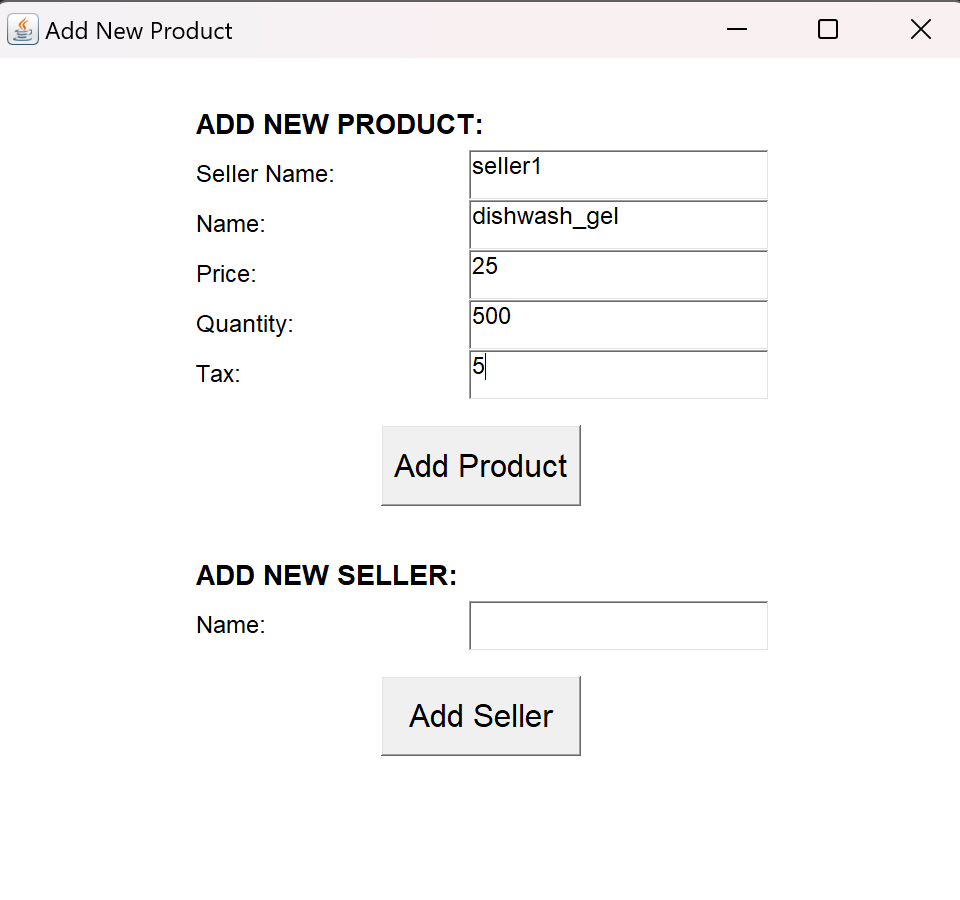 Add New Product
ADD NEW PRODUCT:
Seller Name: seller1
Name: dishwash_gel
Price: 25
Quantity: 500
Tax: 5
Add Product
ADD NEW SELLER:
Name:
Add Seller